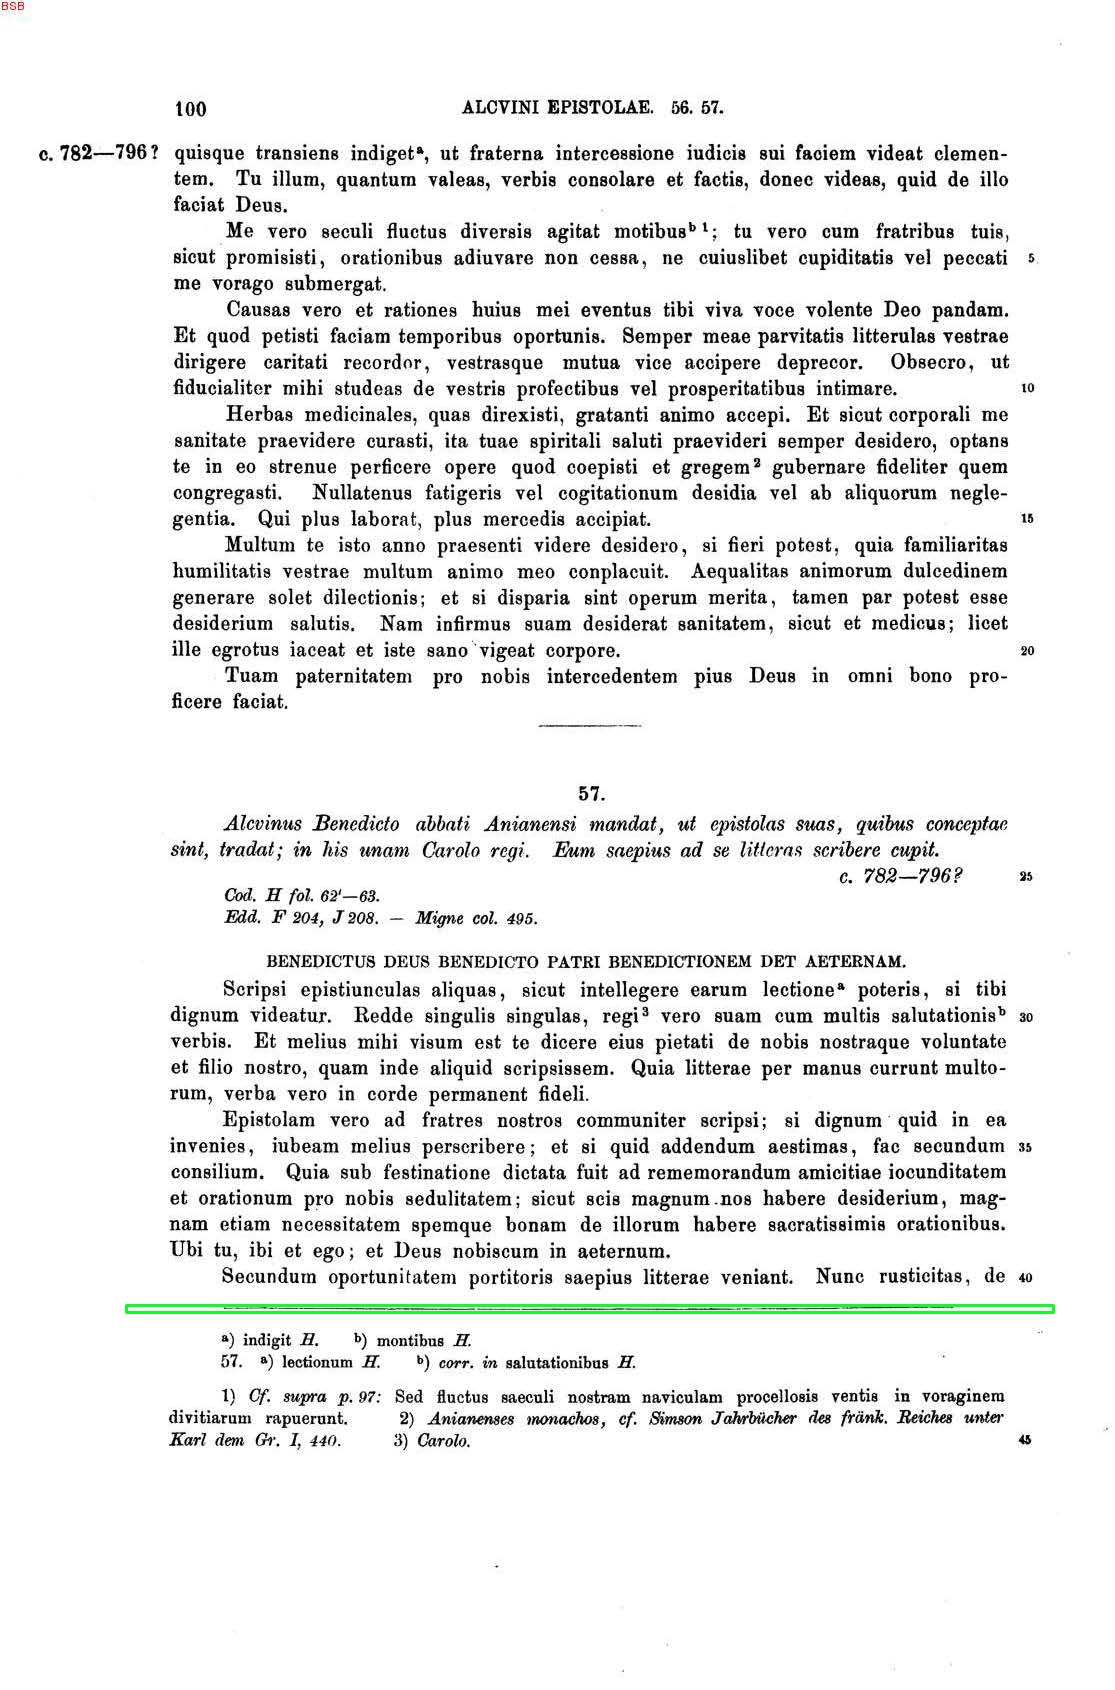 BSB
100 ALCVINI EPISTOLAE. 56. 57.
c. 782—796? quisque transiens indigetᵃ, ut fraterna intercessione iudicis sui faciem videat clemen-
tem. Tu illum, quantum valeas, verbis consolare et factis, donec videas, quid de illo
faciat Deus.
Me vero seculi fluctus diversis agitat motibusᵇ ¹; tu vero cum fratribus tuis,
sicut promisisti, orationibus adiuvare non cessa, ne cuiuslibet cupiditatis vel peccati 5
me vorago submergat.
Causas vero et rationes huius mei eventus tibi viva voce volente Deo pandam.
Et quod petisti faciam temporibus oportunis. Semper meae parvitatis litterulas vestrae
dirigere caritati recordor, vestrasque mutua vice accipere deprecor. Obsecro, ut
fiducialiter mihi studeas de vestris profectibus vel prosperitatibus intimare. 10
Herbas medicinales, quas direxisti, gratanti animo accepi. Et sicut corporali me
sanitate praevidere curasti, ita tuae spiritali saluti praevideri semper desidero, optans
te in eo strenue perficere opere quod coepisti et gregem² gubernare fideliter quem
congregasti. Nullatenus fatigeris vel cogitationum desidia vel ab aliquorum negle-
gentia. Qui plus laborat, plus mercedis accipiat. 15
Multum te isto anno praesenti videre desidero, si fieri potest, quia familiaritas
humilitatis vestrae multum animo meo conplacuit. Aequalitas animorum dulcedinem
generare solet dilectionis; et si disparia sint operum merita, tamen par potest esse
desiderium salutis. Nam infirmus suam desiderat sanitatem, sicut et medicus; licet
ille egrotus iaceat et iste sano vigeat corpore. 20
Tuam paternitatem pro nobis intercedentem pius Deus in omni bono pro-
ficere faciat.
57.
Alcvinus Benedicto abbati Anianensi mandat, ut epistolas suas, quibus conceptae
sint, tradat; in his unam Carolo regi. Eum saepius ad se litteras scribere cupit.
c. 782—796? 25
Cod. H fol. 62'—63.
Edd. F 204, J 208. — Migne col. 495.
BENEDICTUS DEUS BENEDICTO PATRI BENEDICTIONEM DET AETERNAM.
Scripsi epistiunculas aliquas, sicut intellegere earum lectioneᵃ poteris, si tibi
dignum videatur. Redde singulis singulas, regi³ vero suam cum multis salutationisᵇ 30
verbis. Et melius mihi visum est te dicere eius pietati de nobis nostraque voluntate
et filio nostro, quam inde aliquid scripsissem. Quia litterae per manus currunt multo-
rum, verba vero in corde permanent fideli.
Epistolam vero ad fratres nostros communiter scripsi; si dignum quid in ea
invenies, iubeam melius perscribere; et si quid addendum aestimas, fac secundum 35
consilium. Quia sub festinatione dictata fuit ad rememorandum amicitiae iocunditatem
et orationum pro nobis sedulitatem; sicut scis magnum nos habere desiderium, mag-
nam etiam necessitatem spemque bonam de illorum habere sacratissimis orationibus.
Ubi tu, ibi et ego; et Deus nobiscum in aeternum.
Secundum oportunitatem portitoris saepius litterae veniant. Nunc rusticitas, de 40
ᵃ) indigit H. ᵇ) montibus H.
57. ᵃ) lectionum H. ᵇ) corr. in salutationibus H.
1) Cf. supra p. 97: Sed fluctus saeculi nostram naviculam procellosis ventis in voraginem
divitiarum rapuerunt. 2) Anianenses monachos, cf. Simson Jahrbücher des fränk. Reiches unter
Karl dem Gr. I, 440. 3) Carolo. 45